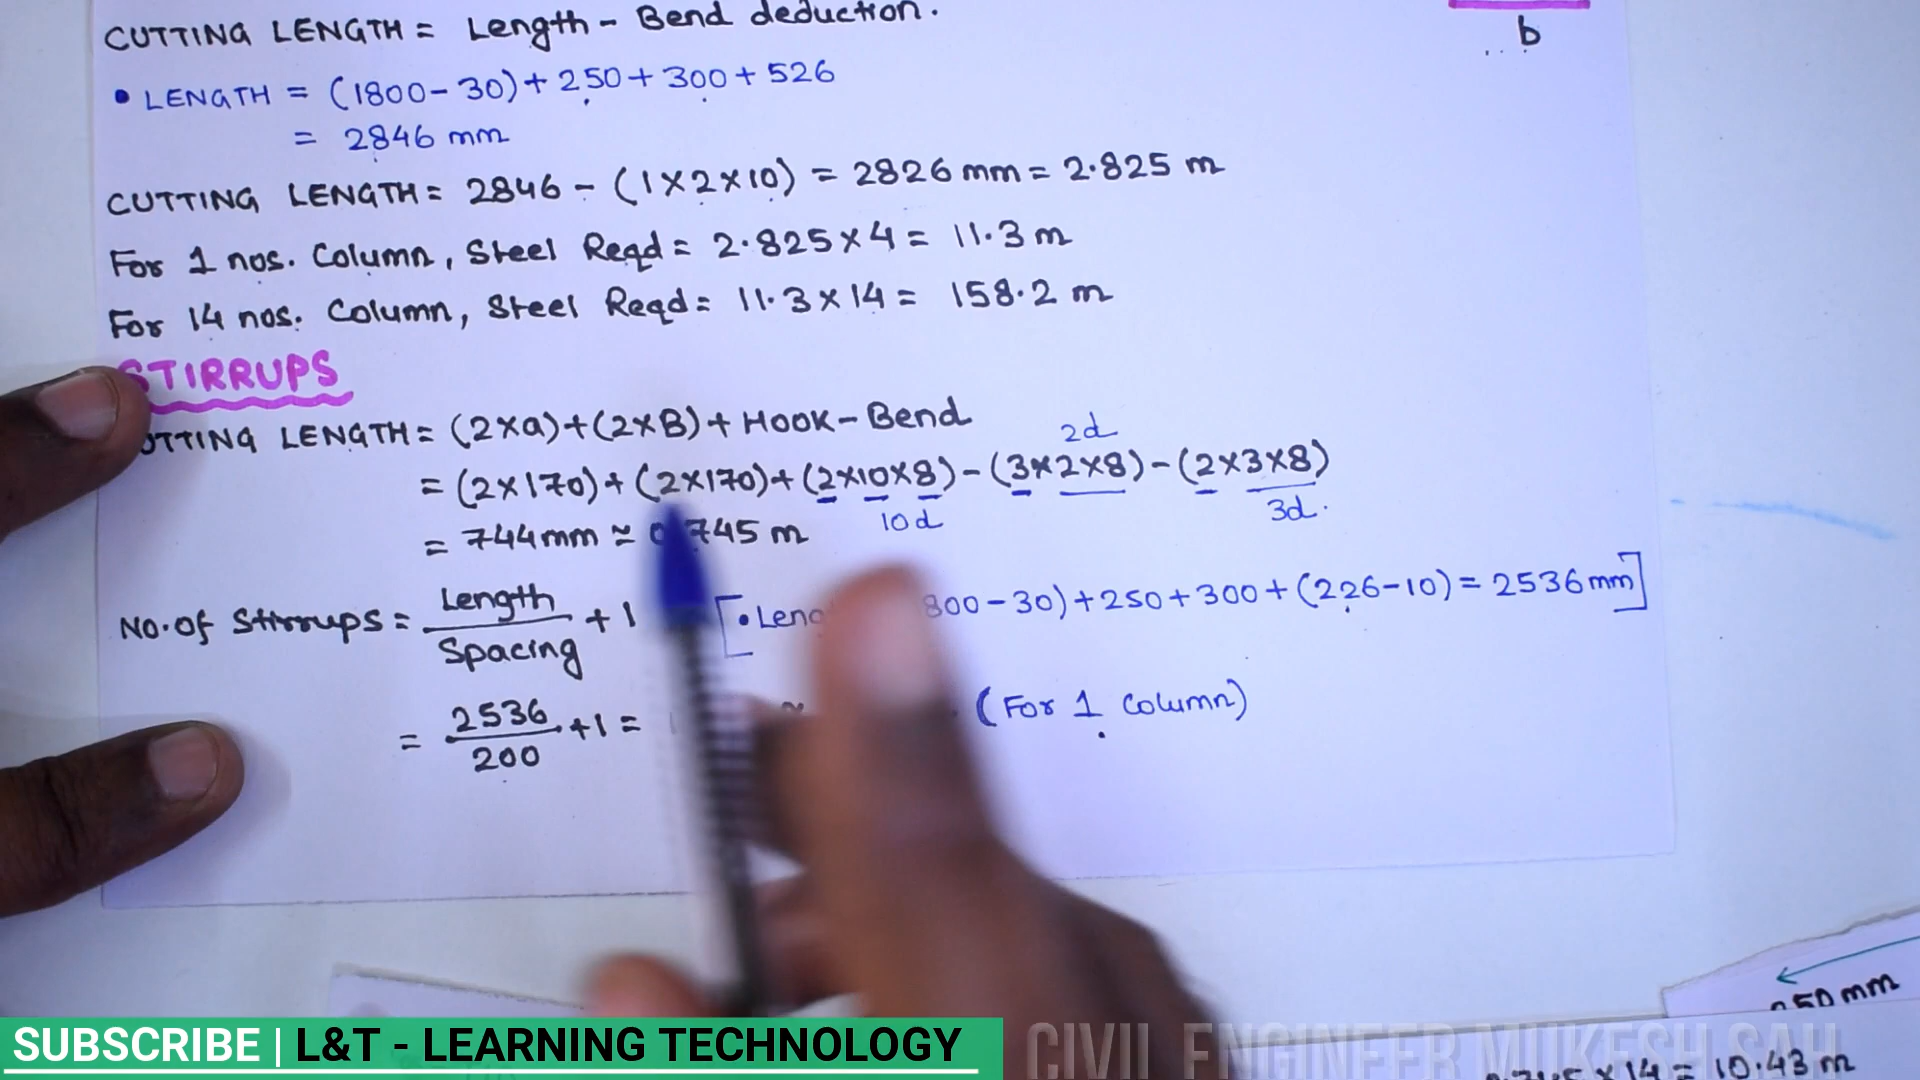 CUTTING LENGTH = Length - Bend deduction.
b
• LENGTH = (1800-30)+250+300+526
= 2846 mm
CUTTING LENGTH = 2846 - (1×2×10) = 2826 mm = 2.825 m
For 1 nos. Column, Steel Reqd = 2.825×4 = 11.3 m
For 14 nos. Column, Steel Reqd = 11.3×14 = 158.2 m
STIRRUPS
CUTTING LENGTH = (2×a)+(2×B)+HOOK-Bend
2d
= (2×170)+(2×170)+(2×10×8)-(3×2×8)-(2×3×8)
10d 3d.
= 744mm ≃ 745 m
No. of Stirrups = Length / Spacing + 1 [• 800-30)+250+300+(226-10) = 2536mm]
= 2536 / 200 +1 = (For 1 Column)
50 mm
×14 = 10.43 m
SUBSCRIBE | L&T - LEARNING TECHNOLOGY
CIVIL ENGINEER MUKESH SAH